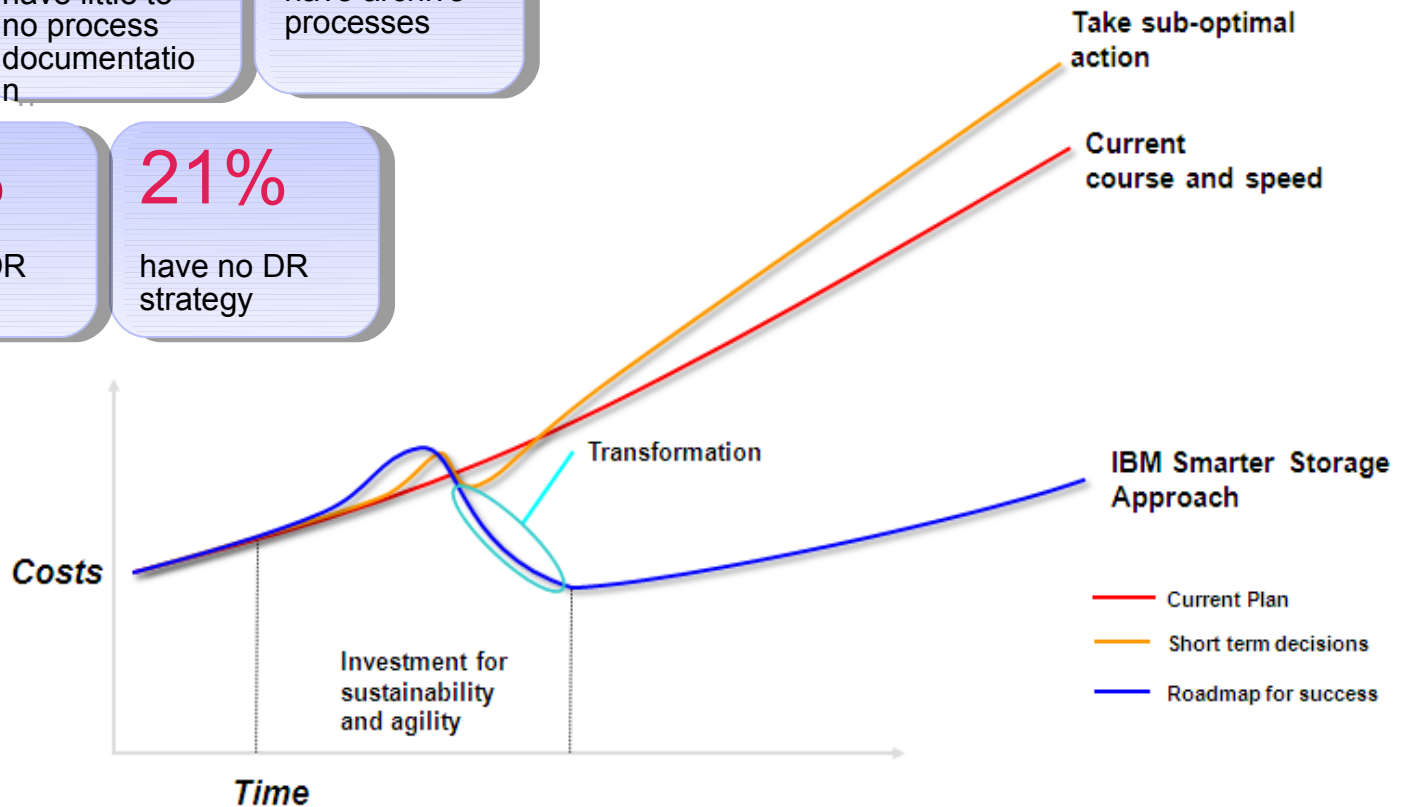 no process
documentatio
n
processes
21%
have no DR
strategy
Take sub-optimal
action
Current
course and speed
Transformation
IBM Smarter Storage
Approach
Costs
Current Plan
Short term decisions
Roadmap for success
Investment for
sustainability
and agility
Time